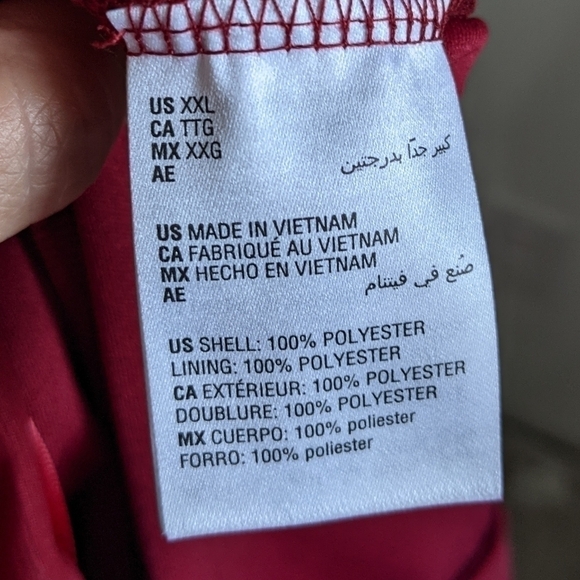 US XXL
CA TTG
MX XXG
AE كبير جدّا بدرجتين
US MADE IN VIETNAM
CA FABRIQUÉ AU VIETNAM
MX HECHO EN VIETNAM
AE صُنع في فيتنام
US SHELL: 100% POLYESTER
LINING: 100% POLYESTER
CA EXTÉRIEUR: 100% POLYESTER
DOUBLURE: 100% POLYESTER
MX CUERPO: 100% poliester
FORRO: 100% poliester